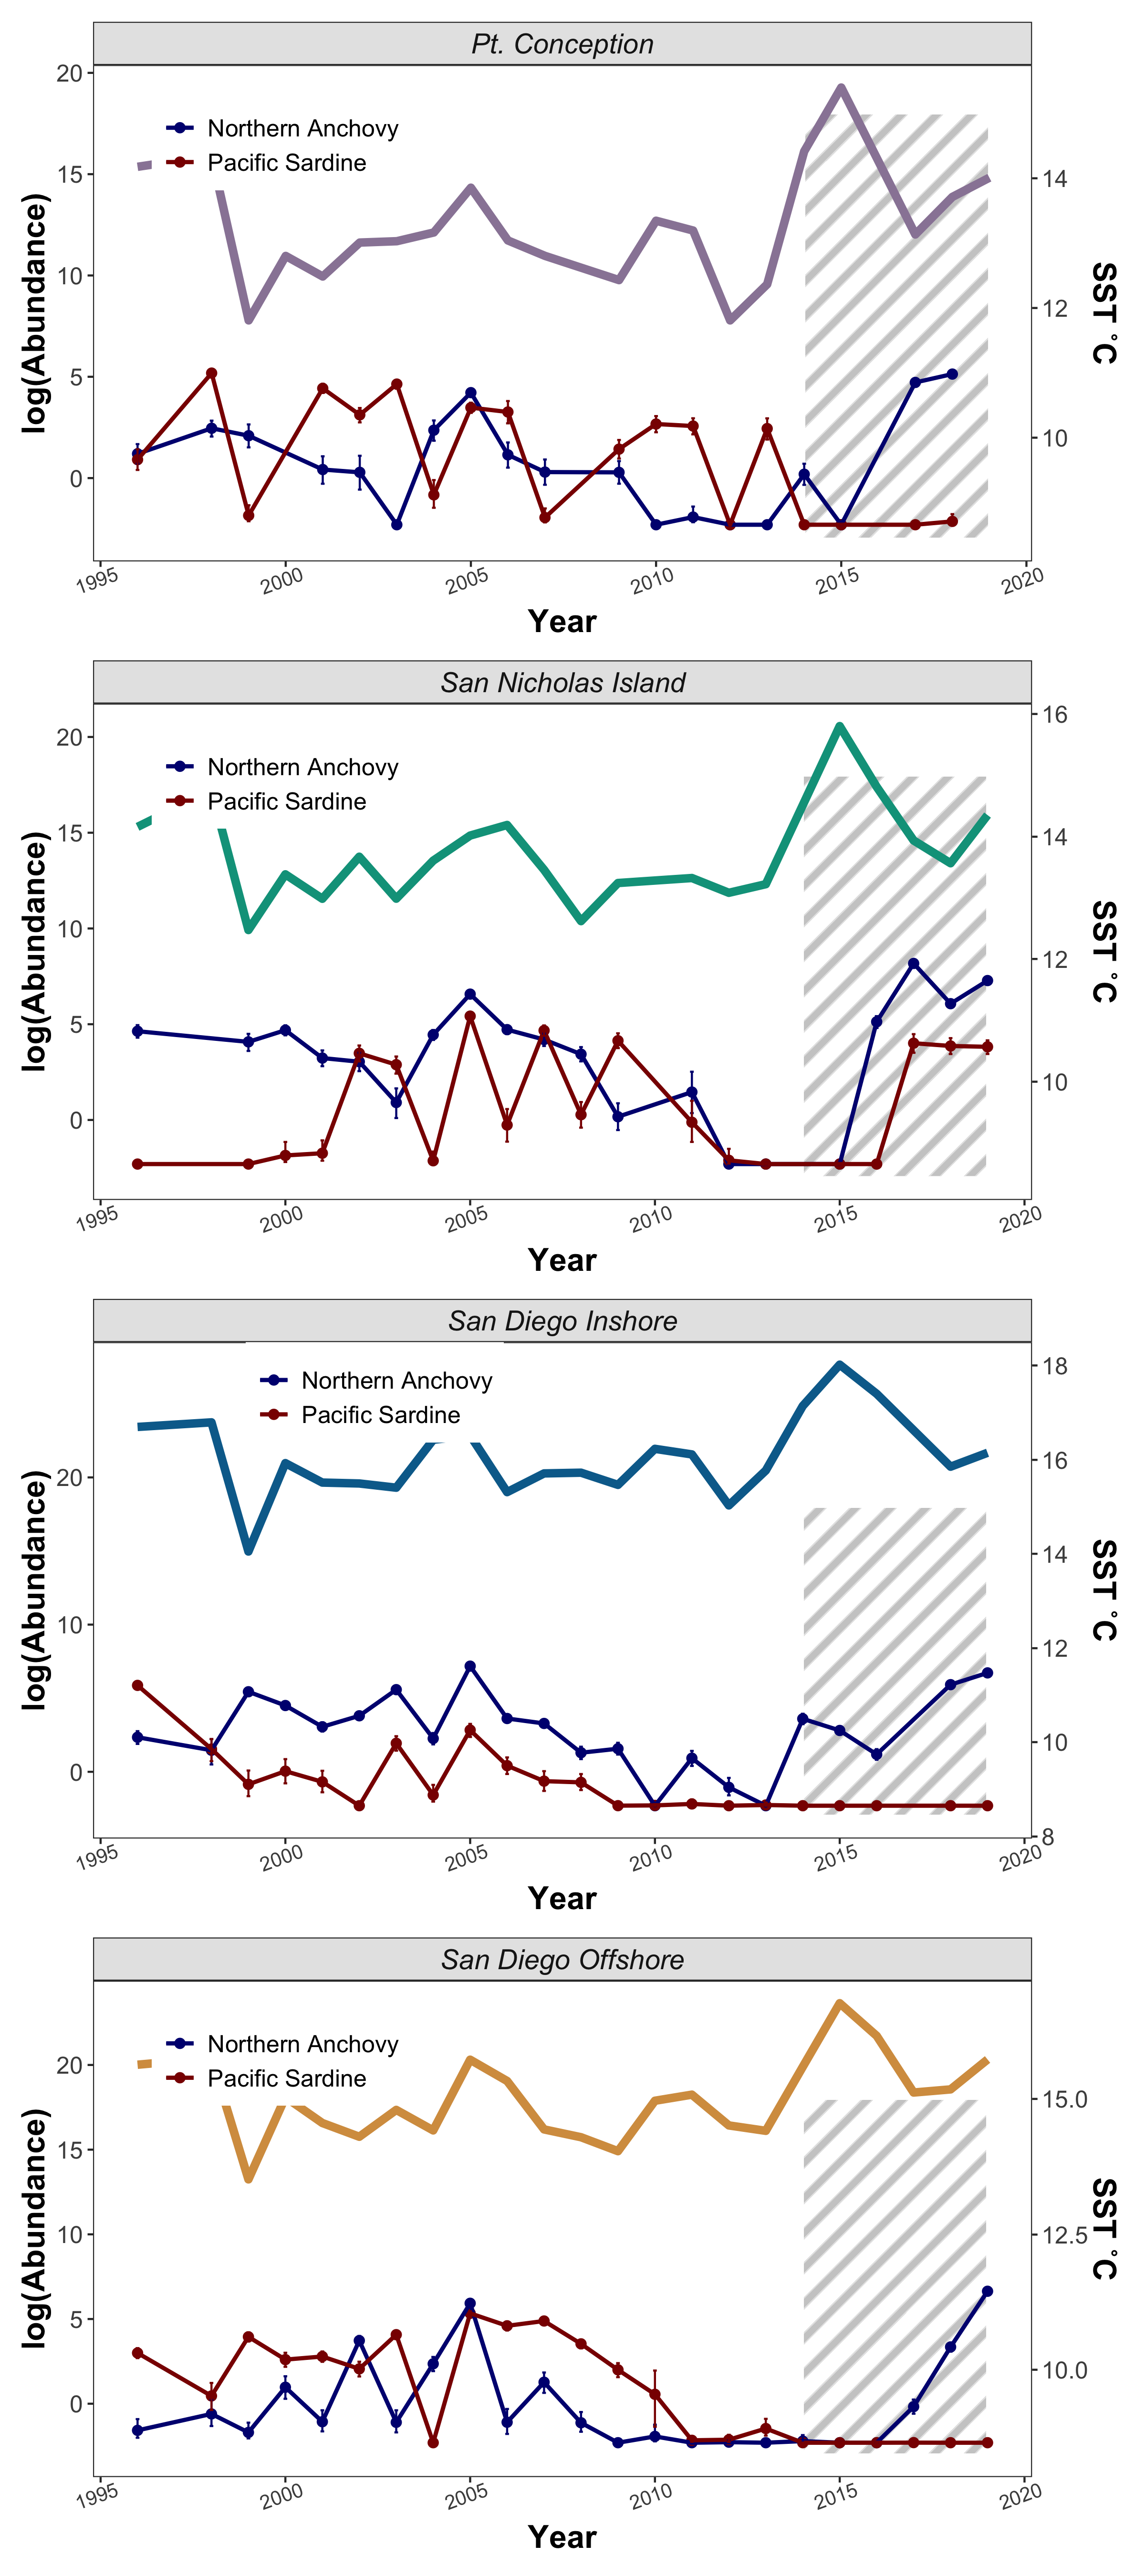 Pt. Conception
20
15
10
5
0
log(Abundance)
Northern Anchovy
Pacific Sardine
14
12
10
SST °C
1995
2000
2005
2010
2015
2020
Year
San Nicholas Island
20
15
10
5
0
log(Abundance)
Northern Anchovy
Pacific Sardine
16
14
12
10
SST °C
1995
2000
2005
2010
2015
2020
Year
San Diego Inshore
20
10
0
log(Abundance)
Northern Anchovy
Pacific Sardine
18
16
14
12
10
8
SST °C
1995
2000
2005
2010
2015
2020
Year
San Diego Offshore
20
15
10
5
0
log(Abundance)
Northern Anchovy
Pacific Sardine
15.0
12.5
10.0
SST °C
1995
2000
2005
2010
2015
2020
Year